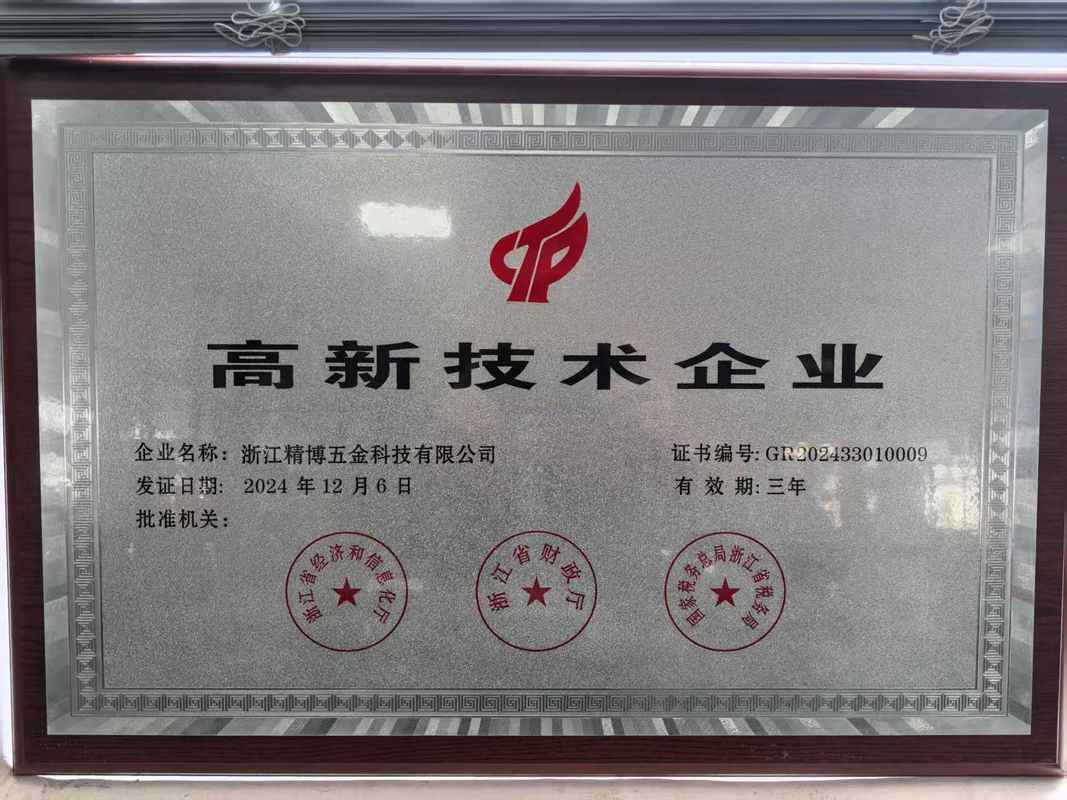 CTP
高新技术企业
企业名称：浙江精博五金科技有限公司
证书编号：GR202433010009
发证日期： 2024 年 12 月 6 日
有 效 期：三年
批准机关：
浙江省经济和信息化厅
浙江省财政厅
国家税务总局浙江省税务局